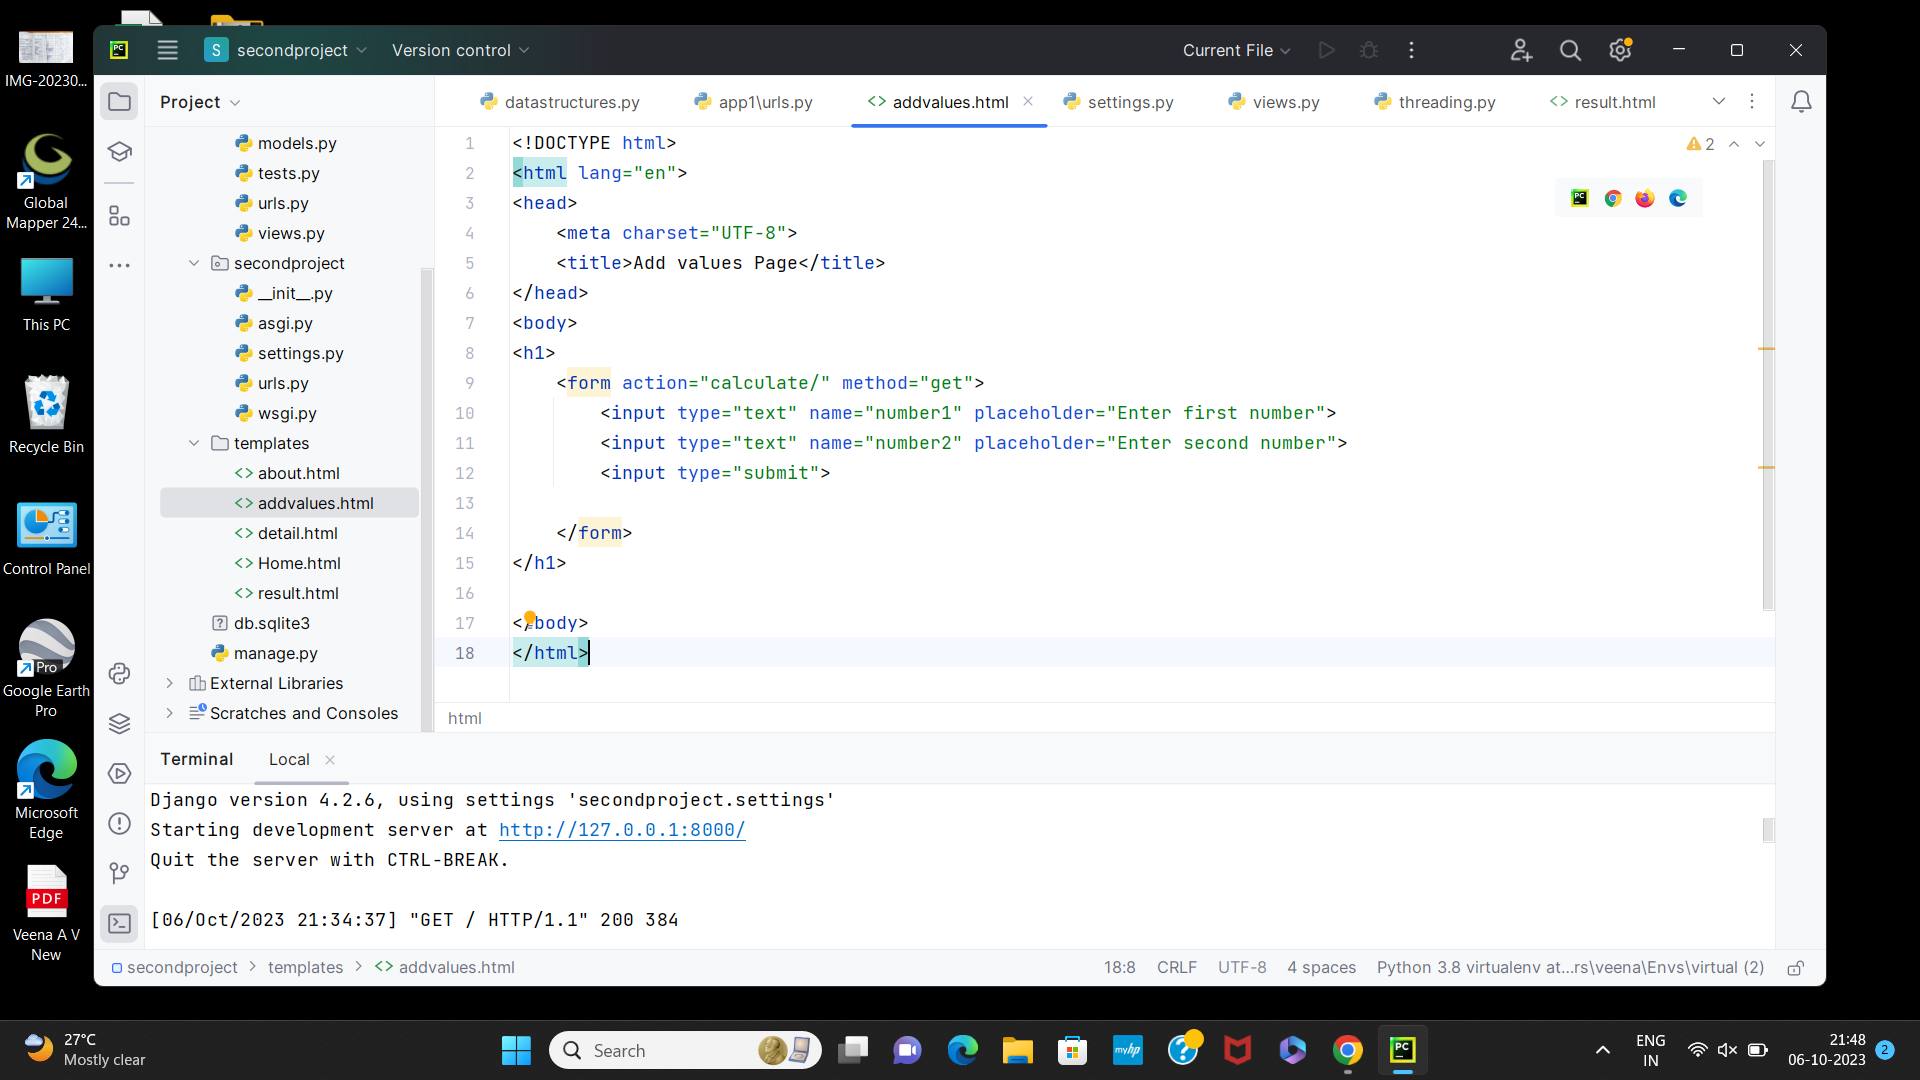 IMG-20230...
Global
Mapper 24...
This PC
Recycle Bin
Control Panel
Pro
Google Earth
Pro
Microsoft
Edge
PDF
Veena A V
New
PC
S secondproject
Version control
Current File
Project
datastructures.py
app1\urls.py
addvalues.html
settings.py
views.py
threading.py
result.html
models.py
tests.py
urls.py
views.py
secondproject
__init__.py
asgi.py
settings.py
urls.py
wsgi.py
templates
about.html
addvalues.html
detail.html
Home.html
result.html
db.sqlite3
manage.py
External Libraries
Scratches and Consoles
2
1 <!DOCTYPE html>
2 <html lang="en">
3 <head>
4 <meta charset="UTF-8">
5 <title>Add values Page</title>
6 </head>
7 <body>
8 <h1>
9 <form action="calculate/" method="get">
10 <input type="text" name="number1" placeholder="Enter first number">
11 <input type="text" name="number2" placeholder="Enter second number">
12 <input type="submit">
13
14 </form>
15 </h1>
16
17 </body>
18 </html>
html
Terminal
Local
Django version 4.2.6, using settings 'secondproject.settings'
Starting development server at http://127.0.0.1:8000/
Quit the server with CTRL-BREAK.
[06/Oct/2023 21:34:37] "GET / HTTP/1.1" 200 384
secondproject > templates > addvalues.html
18:8 CRLF UTF-8 4 spaces Python 3.8 virtualenv at...rs\veena\Envs\virtual (2)
27°C
Mostly clear
Search
myhp
PC
ENG
IN
21:48
06-10-2023
2